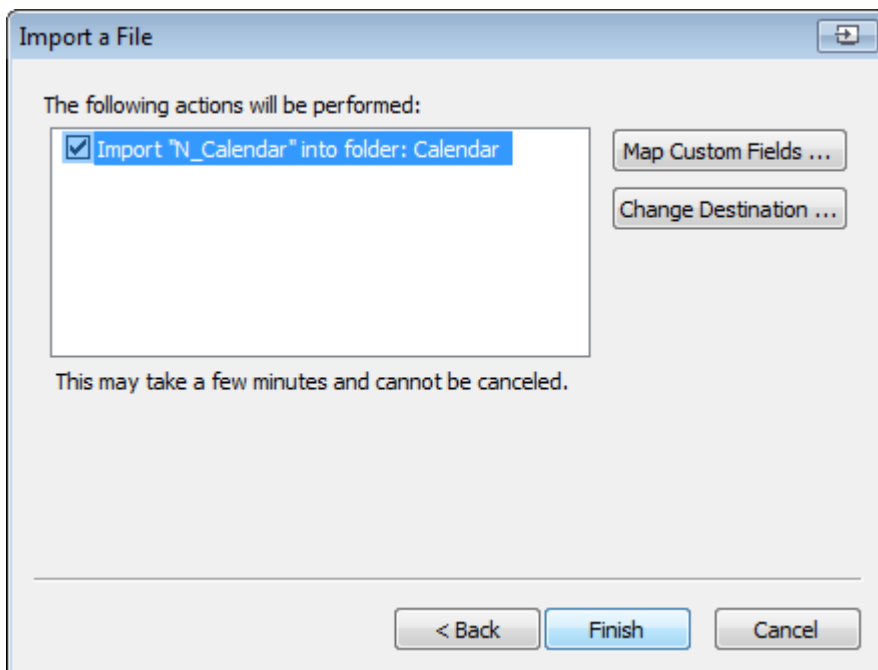 Import a File
The following actions will be performed:
Import "N_Calendar" into folder: Calendar
Map Custom Fields ...
Change Destination ...
This may take a few minutes and cannot be canceled.
< Back
Finish
Cancel